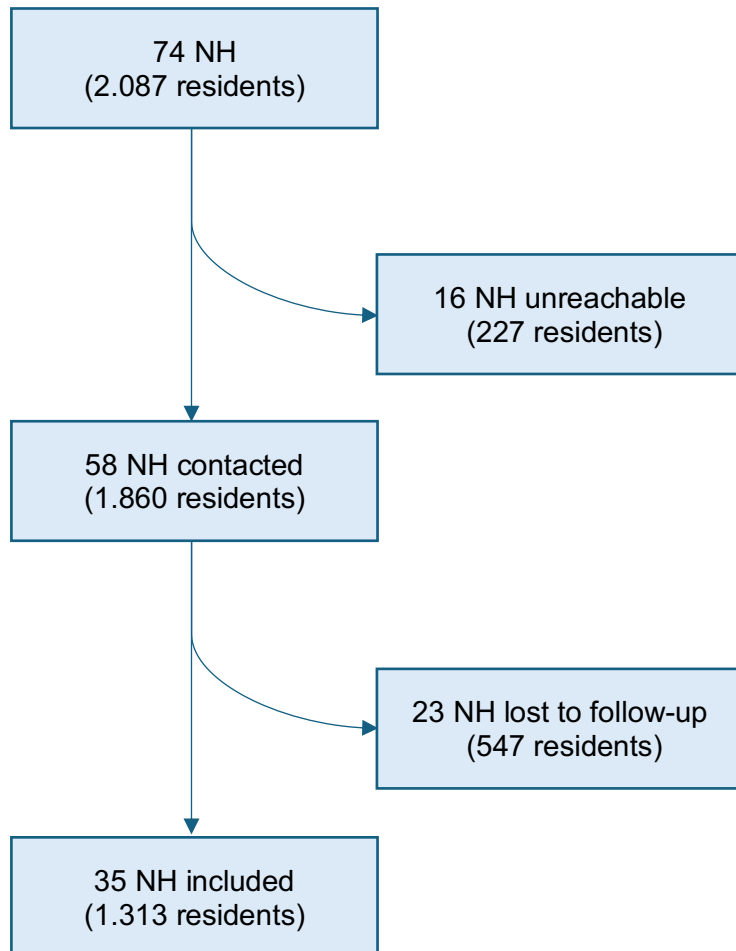 74 NH
(2.087 residents)
16 NH unreachable
(227 residents)
58 NH contacted
(1.860 residents)
23 NH lost to follow-up
(547 residents)
35 NH included
(1.313 residents)